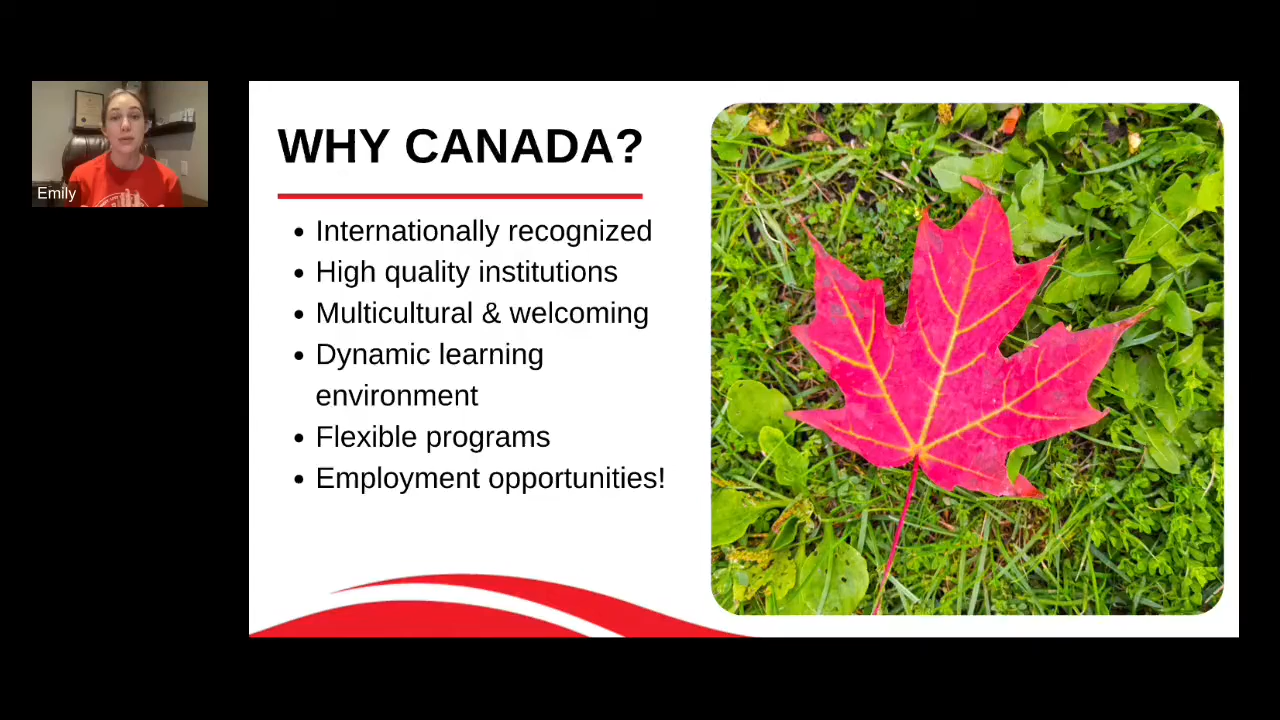 Emily
WHY CANADA?
• Internationally recognized
• High quality institutions
• Multicultural & welcoming
• Dynamic learning
environment
• Flexible programs
• Employment opportunities!